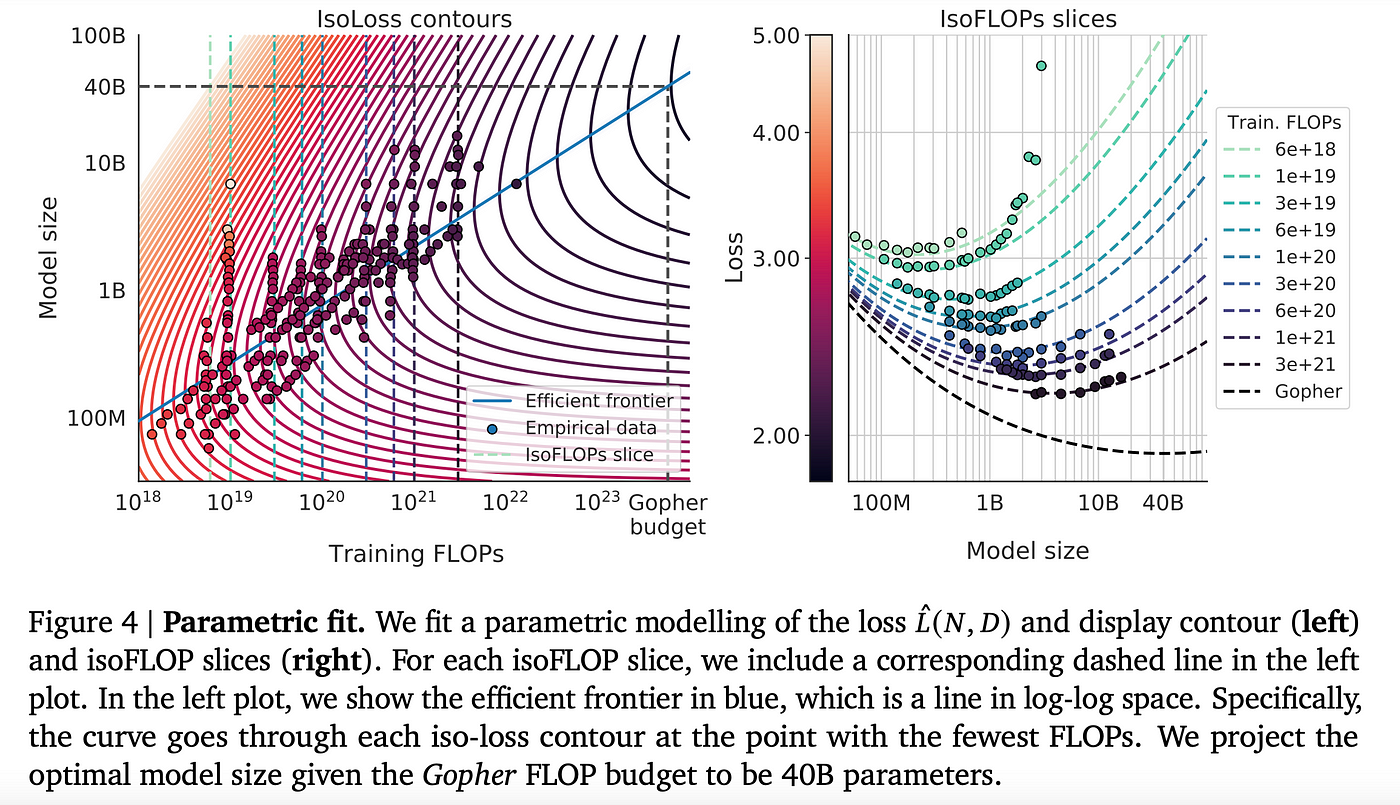 IsoLoss contours
100B
40B
10B
1B
100M
Model size
10^18
10^19
10^20
10^21
10^22
10^23
Gopher
budget
Training FLOPs
Efficient frontier
Empirical data
IsoFLOPs slice
IsoFLOPs slices
5.00
4.00
3.00
2.00
Loss
100M
1B
10B
40B
Model size
Train. FLOPs
6e+18
1e+19
3e+19
6e+19
1e+20
3e+20
6e+20
1e+21
3e+21
Gopher
Figure 4 | Parametric fit. We fit a parametric modelling of the loss L̂(N, D) and display contour (left)
and isoFLOP slices (right). For each isoFLOP slice, we include a corresponding dashed line in the left
plot. In the left plot, we show the efficient frontier in blue, which is a line in log-log space. Specifically,
the curve goes through each iso-loss contour at the point with the fewest FLOPs. We project the
optimal model size given the Gopher FLOP budget to be 40B parameters.